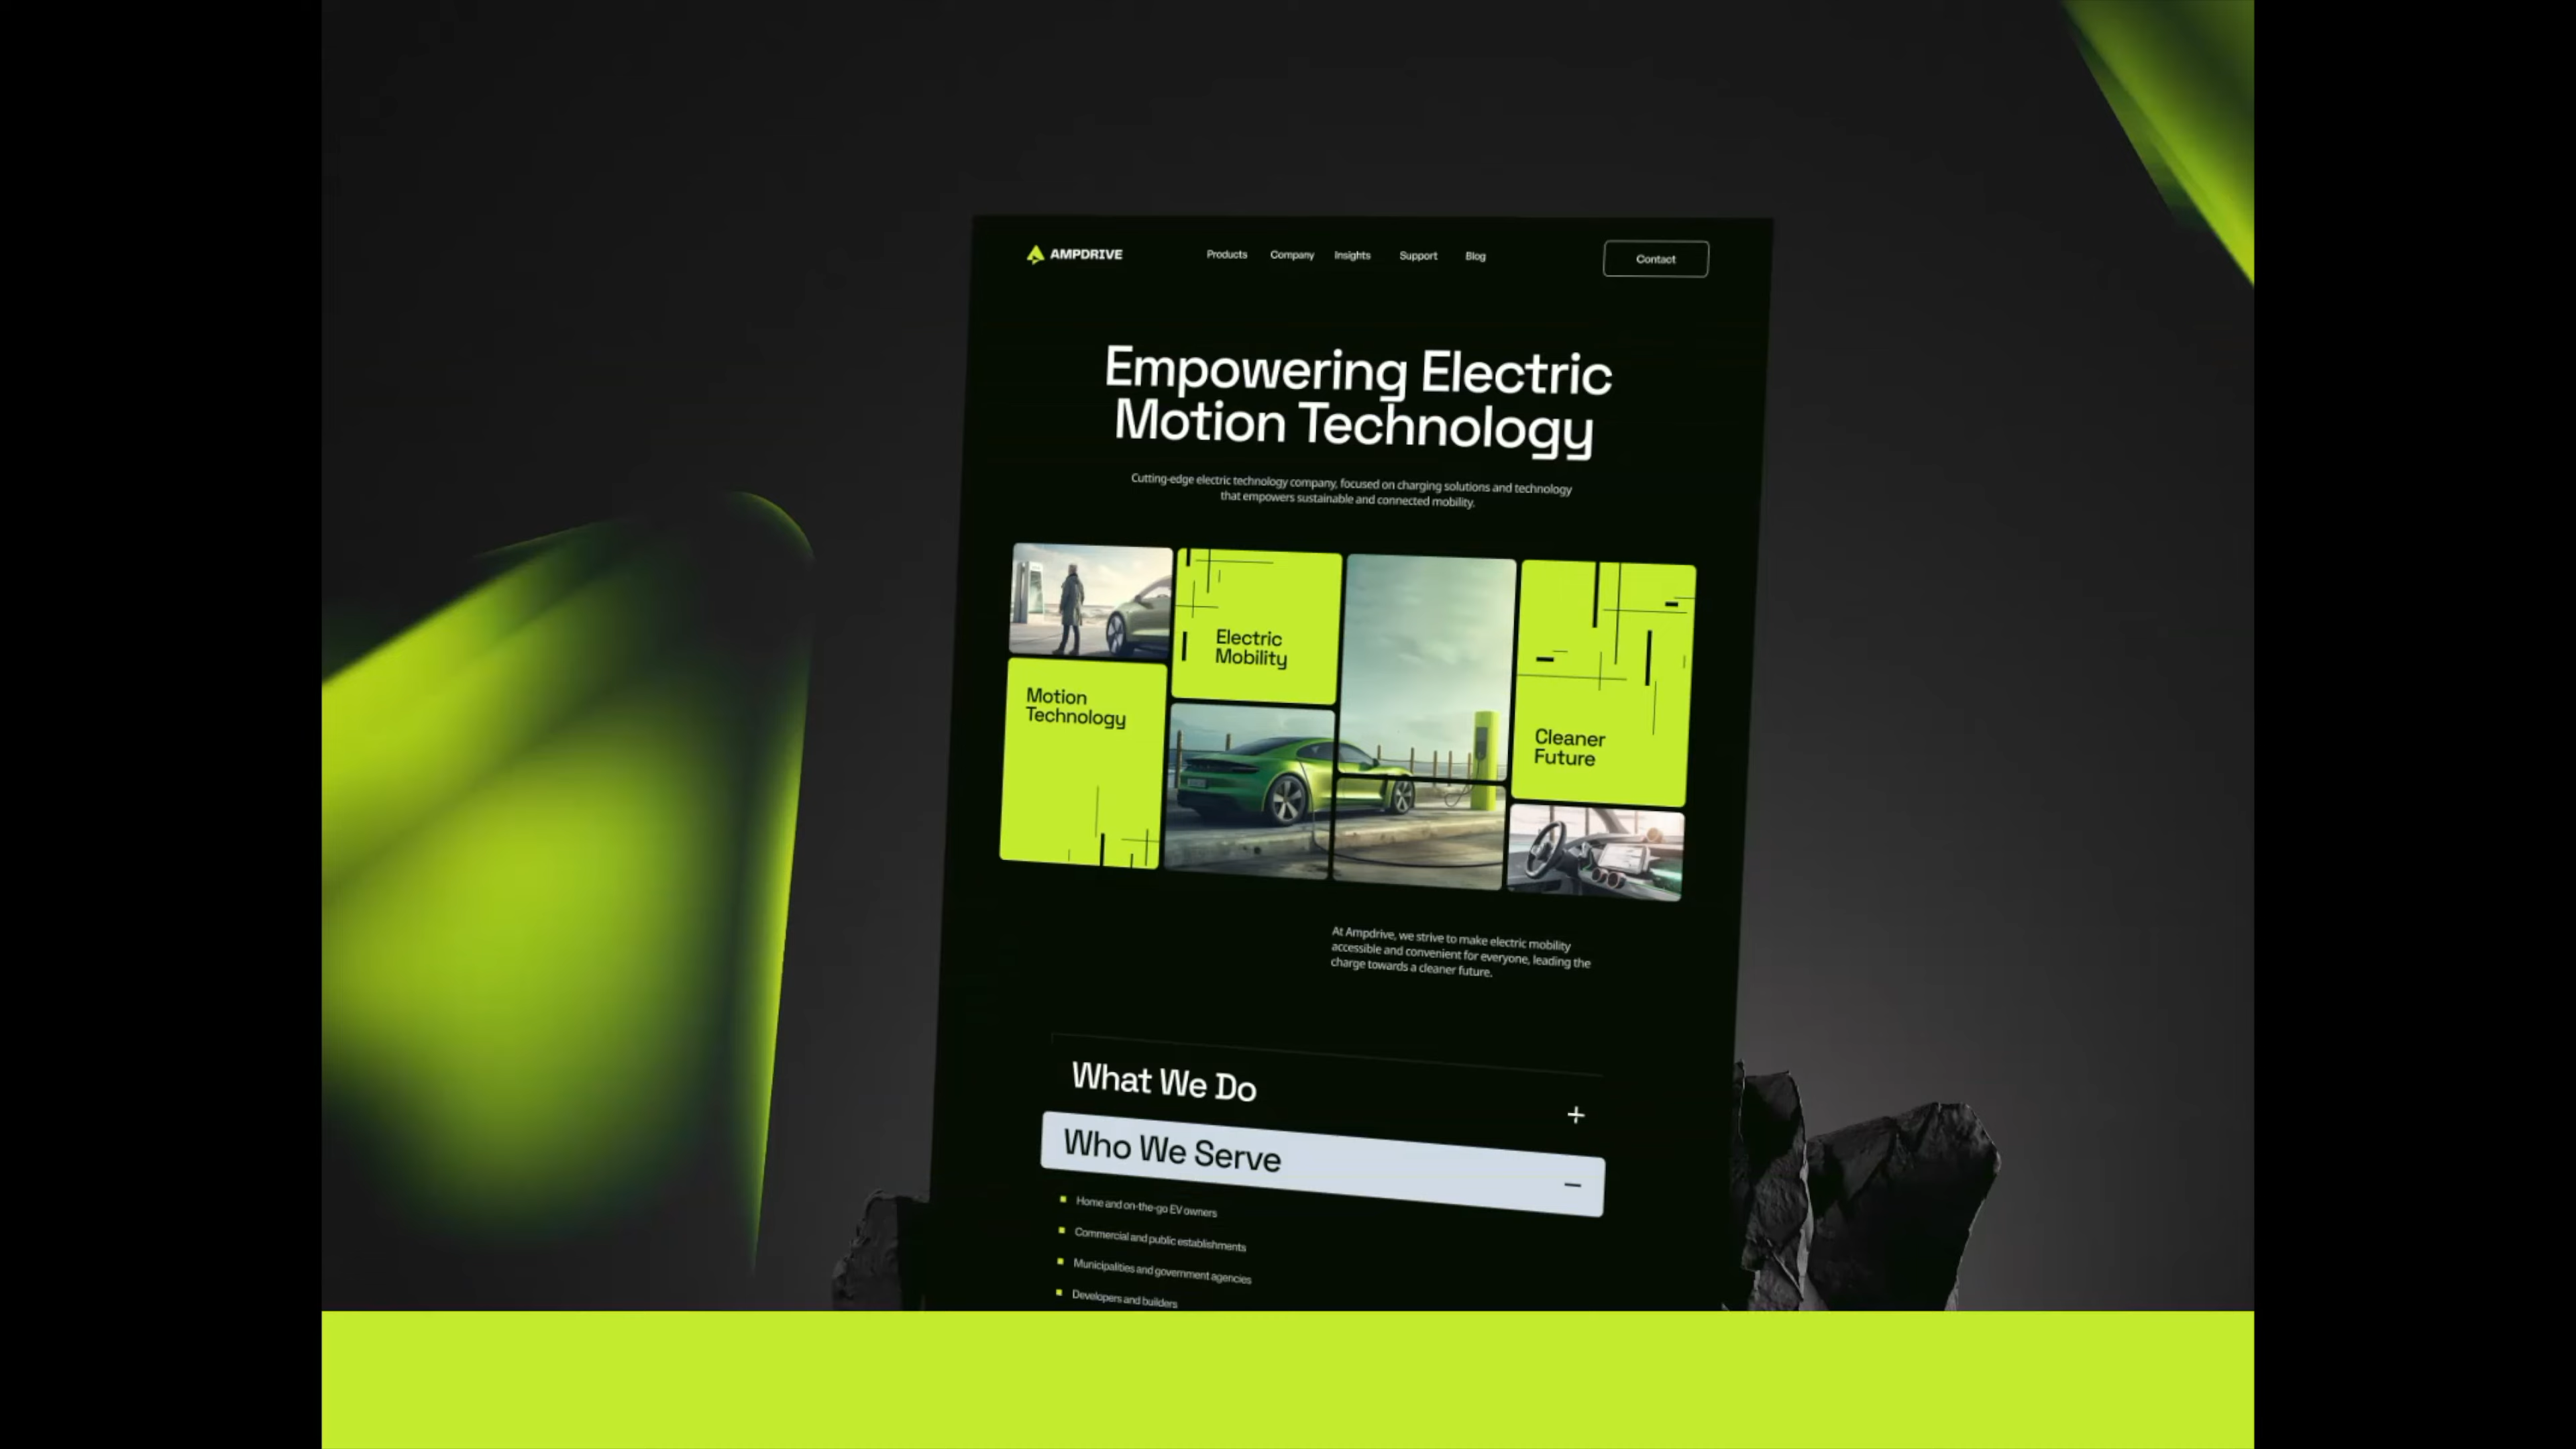 AMPDRIVE
Products Company Insights Support Blog
Contact
Empowering Electric
Motion Technology
Cutting-edge electric technology company, focused on charging solutions and technology
that empowers sustainable and connected mobility.
Electric
Mobility
Motion
Technology
Cleaner
Future
At Ampdrive, we strive to make electric mobility
accessible and convenient for everyone, leading the
charge towards a cleaner future.
What We Do
+
Who We Serve
–
Home and on-the-go EV owners
Commercial and public establishments
Municipalities and government agencies
Developers and builders